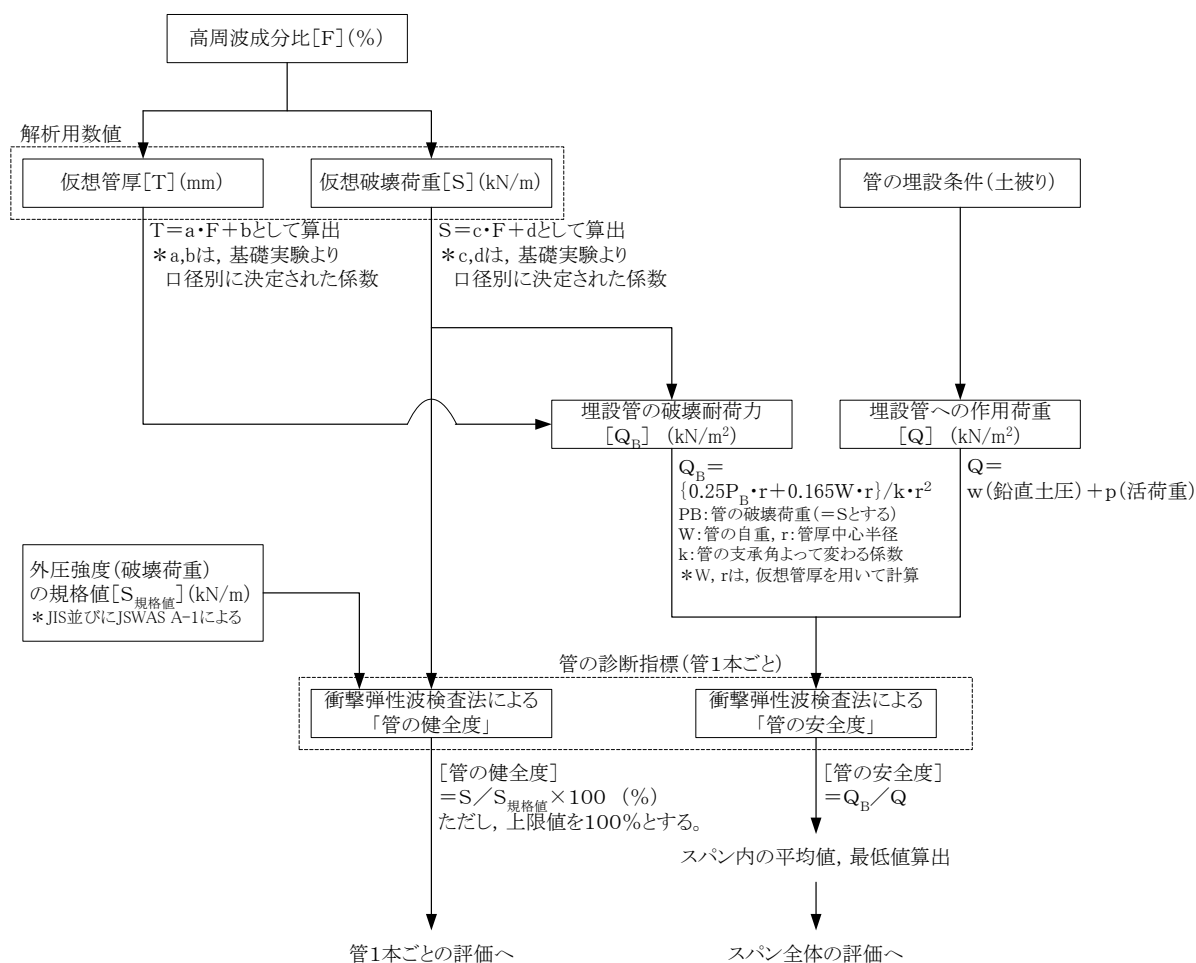 高周波成分比[F](%)
解析用数値
仮想管厚[T](mm)
仮想破壊荷重[S](kN/m)
管の埋設条件(土被り)
T=a・F+bとして算出
*a,bは, 基礎実験より
口径別に決定された係数
S=c・F+dとして算出
*c,dは, 基礎実験より
口径別に決定された係数
埋設管の破壊耐荷力
[QB] (kN/m2)
埋設管への作用荷重
[Q] (kN/m2)
QB=
{0.25PB・r+0.165W・r}/k・r2
PB:管の破壊荷重(=Sとする)
W:管の自重, r:管厚中心半径
k:管の支承角よって変わる係数
*W, rは, 仮想管厚を用いて計算
Q=
w(鉛直土圧)+p(活荷重)
外圧強度(破壊荷重)
の規格値[S規格値](kN/m)
*JIS並びにJSWAS A-1による
管の診断指標(管1本ごと)
衝撃弾性波検査法による
「管の健全度」
衝撃弾性波検査法による
「管の安全度」
[管の健全度]
=S/S規格値×100 (%)
ただし, 上限値を100%とする。
[管の安全度]
=QB/Q
スパン内の平均値, 最低値算出
管1本ごとの評価へ
スパン全体の評価へ